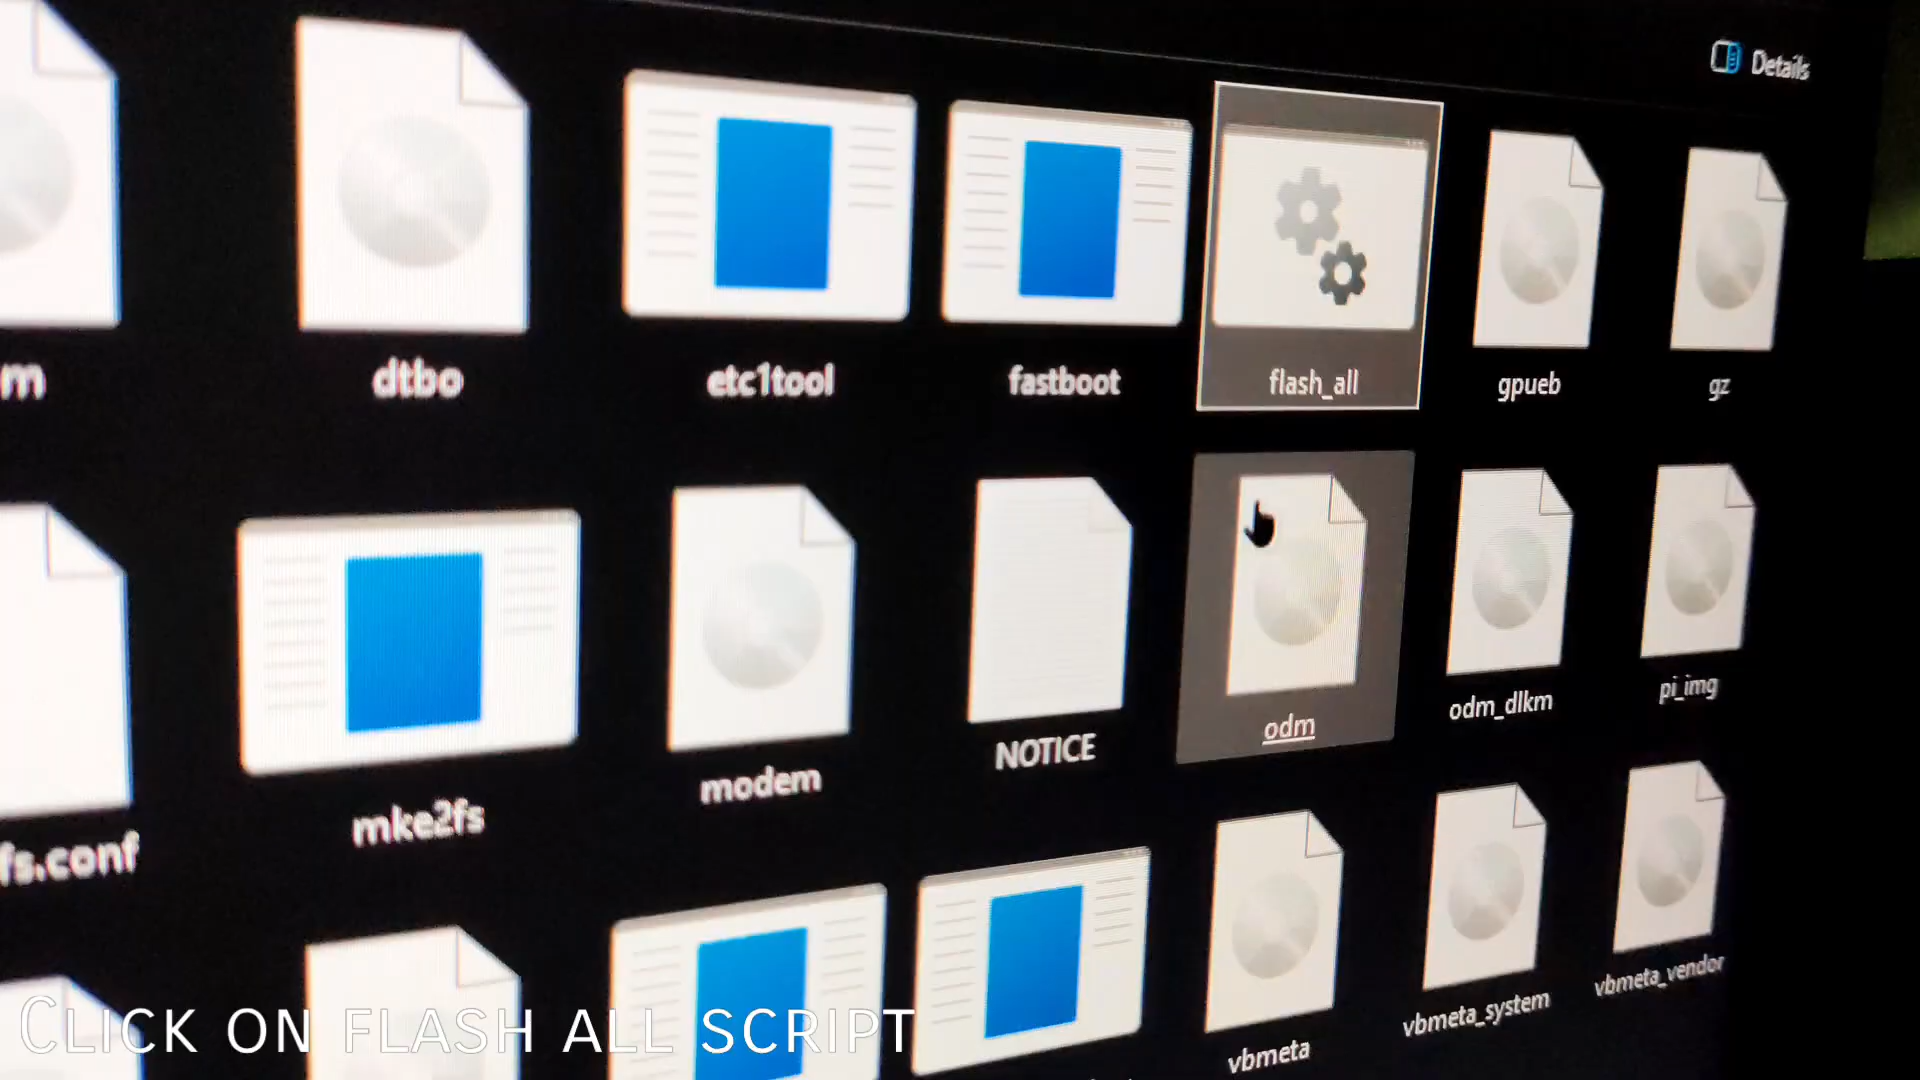 Details
m
dtbo
etc1tool
fastboot
flash_all
gpueb
gz
fs.conf
mke2fs
modem
NOTICE
odm
odm_dlkm
pi_img
vbmeta
vbmeta_system
vbmeta_vendor
CLICK ON FLASH ALL SCRIPT